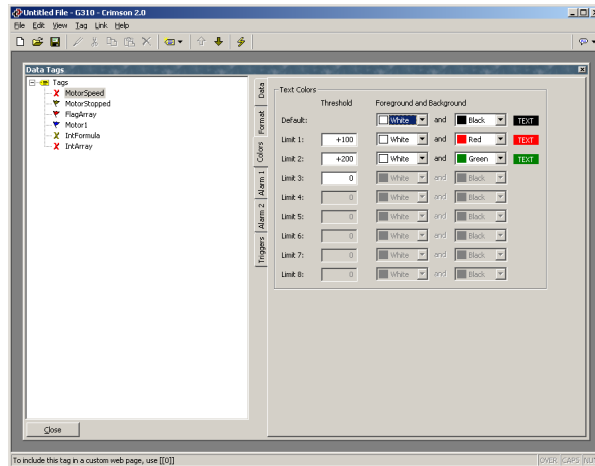 Untitled File - G310 - Crimson 2.0
File Edit View Tag Link Help
Data Tags
Tags
MotorSpeed
MotorStopped
FlagArray
Motor1
IntFormula
IntArray
Data
Format
Colors
Alarm 1
Alarm 2
Triggers
Text Colors
Threshold Foreground and Background
Default: White and Black TEXT
Limit 1: +100 White and Red TEXT
Limit 2: +200 White and Green TEXT
Limit 3: 0 White and Black
Limit 4: 0 White and Black
Limit 5: 0 White and Black
Limit 6: 0 White and Black
Limit 7: 0 White and Black
Limit 8: 0 White and Black
Close
To include this tag in a custom web page, use [[0]]
OVER CAPS NUM